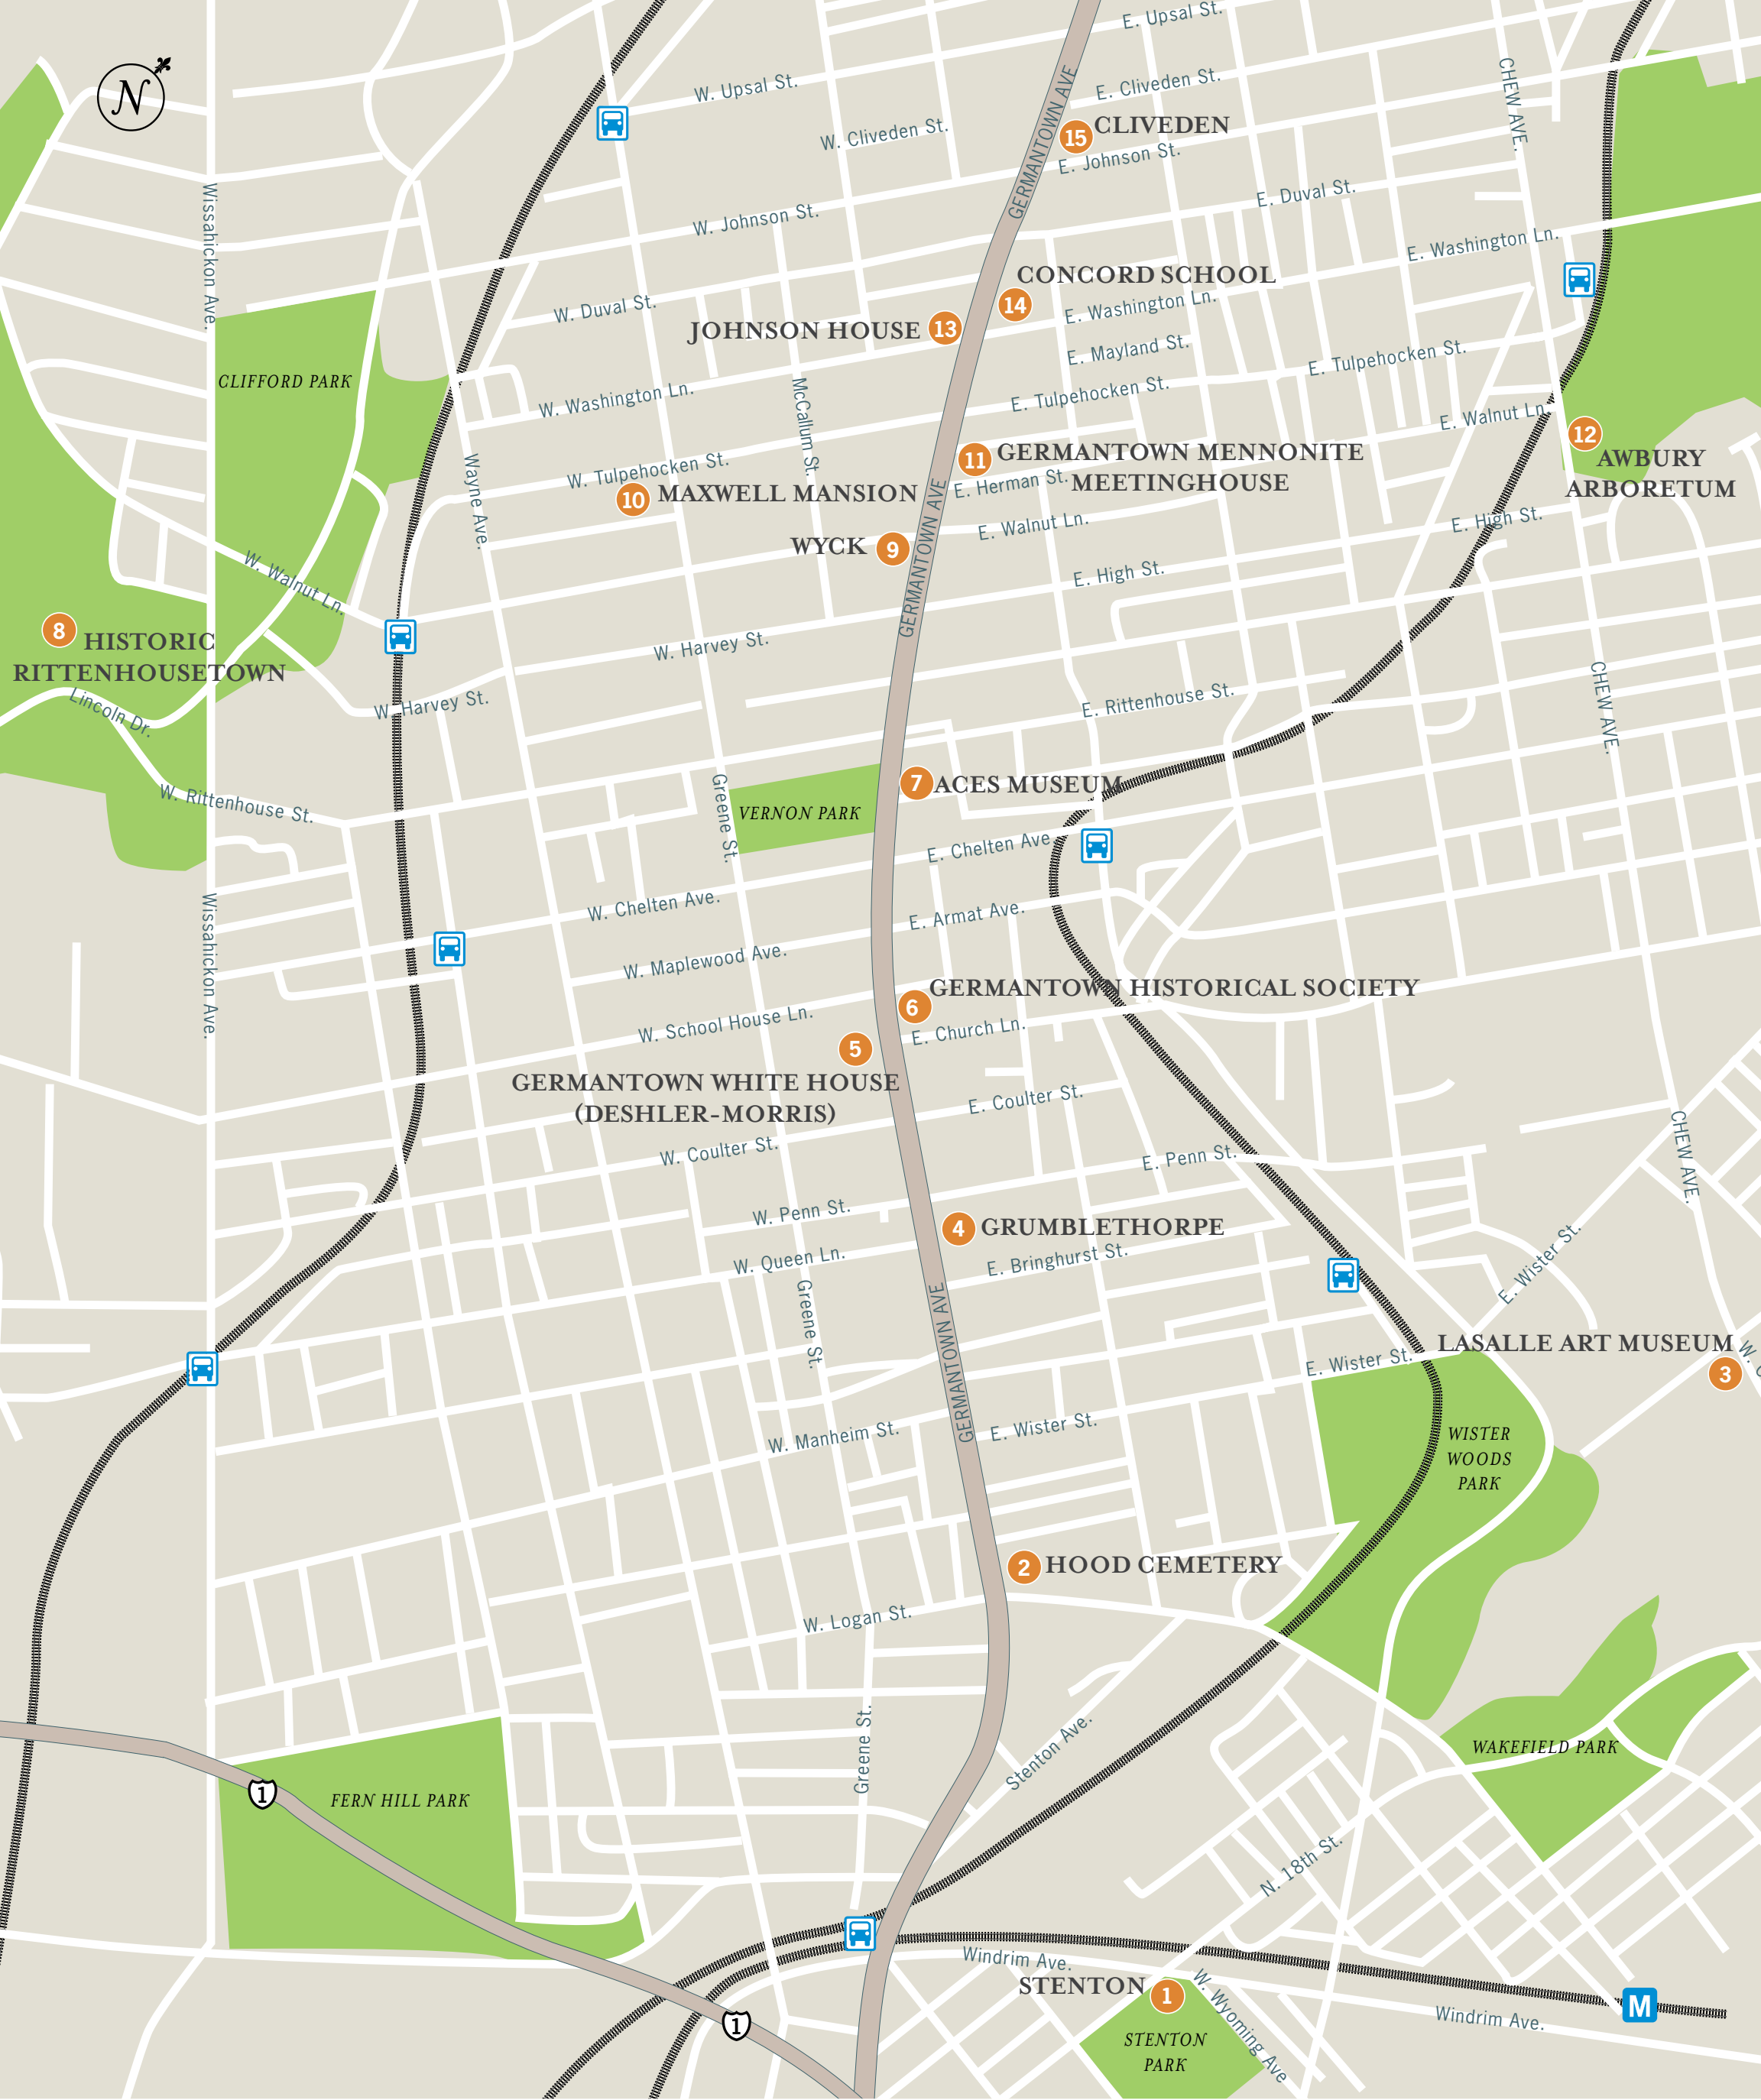 E. Upsal St.
N
W. Upsal St.
E. Cliveden St.
CHEW AVE.
GERMANTOWN AVE
15
CLIVEDEN
W. Cliveden St.
E. Johnson St.
Wissahickon Ave.
E. Duval St.
W. Johnson St.
E. Washington Ln.
CONCORD SCHOOL
14
W. Duval St.
E. Washington Ln.
JOHNSON HOUSE
13
E. Mayland St.
E. Tulpehocken St.
CLIFFORD PARK
W. Washington Ln.
McCallum St.
E. Tulpehocken St.
E. Walnut Ln.
12
AWBURY
ARBORETUM
11
GERMANTOWN MENNONITE
MEETINGHOUSE
W. Tulpehocken St.
Wayne Ave.
E. Herman St.
10
MAXWELL MANSION
GERMANTOWN AVE
E. Walnut Ln.
E. High St.
WYCK
9
E. High St.
W. Walnut Ln.
8
HISTORIC
RITTENHOUSETOWN
W. Harvey St.
CHEW AVE.
Lincoln Dr.
W. Harvey St.
E. Rittenhouse St.
W. Rittenhouse St.
Greene St.
VERNON PARK
7
ACES MUSEUM
E. Chelten Ave.
W. Chelten Ave.
E. Armat Ave.
Wissahickon Ave.
W. Maplewood Ave.
GERMANTOWN HISTORICAL SOCIETY
6
W. School House Ln.
E. Church Ln.
5
GERMANTOWN WHITE HOUSE
(DESHLER-MORRIS)
E. Coulter St.
W. Coulter St.
E. Penn St.
CHEW AVE.
W. Penn St.
4
GRUMBLETHORPE
W. Queen Ln.
E. Bringhurst St.
E. Wister St.
Greene St.
GERMANTOWN AVE
LASALLE ART MUSEUM
3
E. Wister St.
W. Manheim St.
E. Wister St.
WISTER
WOODS
PARK
2
HOOD CEMETERY
W. Logan St.
Greene St.
Stenton Ave.
WAKEFIELD PARK
1
FERN HILL PARK
N. 18th St.
Windrim Ave.
STENTON
1
W. Wyoming Ave
M
Windrim Ave.
1
STENTON
PARK